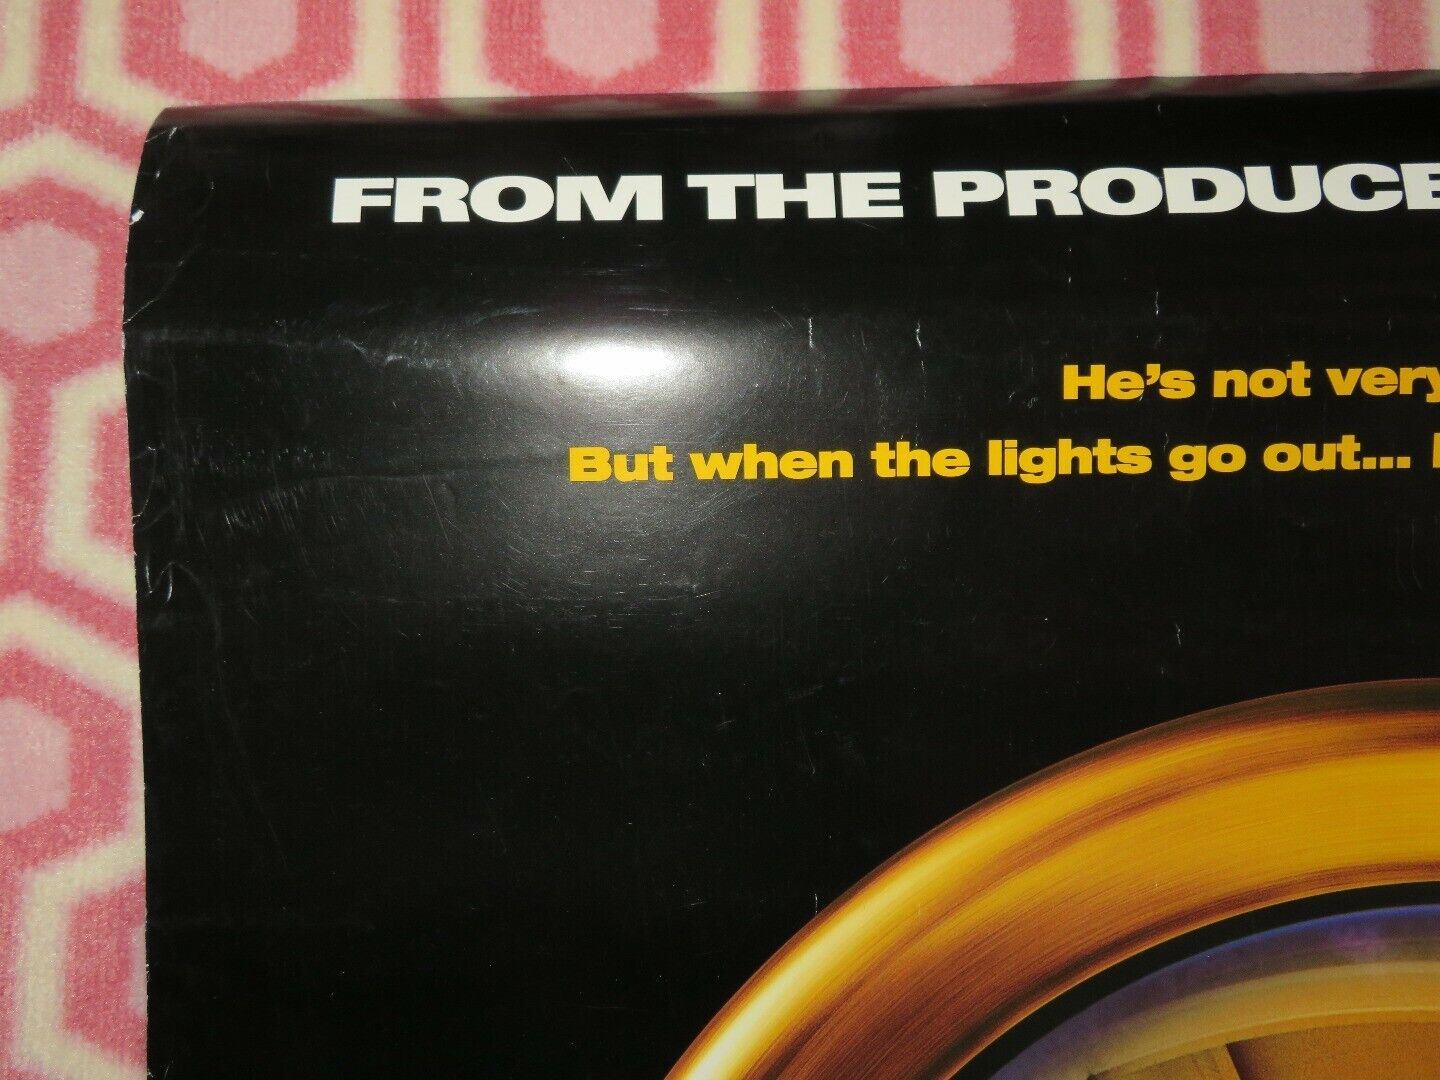 FROM THE PRODUCE
He's not very
But when the lights go out...